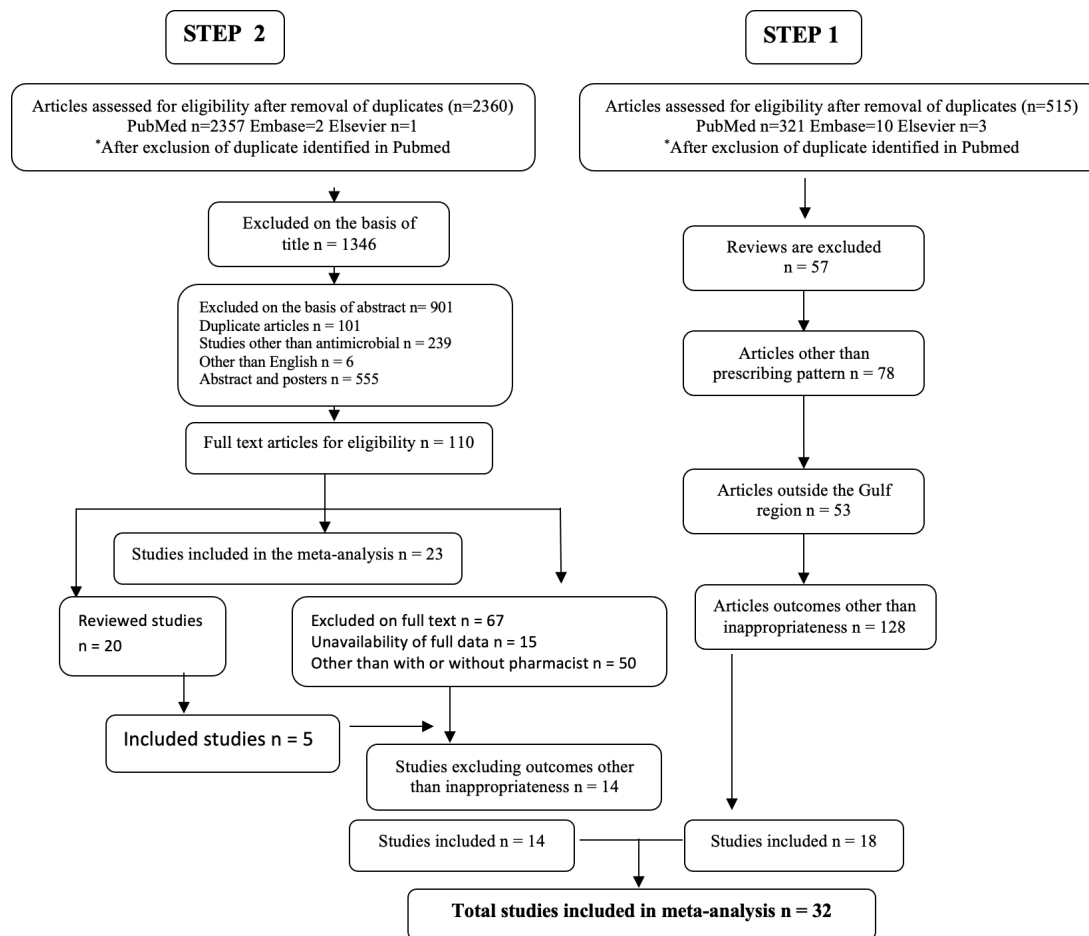 STEP 2
Articles assessed for eligibility after removal of duplicates (n=2360)
PubMed n=2357 Embase=2 Elsevier n=1
*After exclusion of duplicate identified in Pubmed
Excluded on the basis of
title n = 1346
Excluded on the basis of abstract n= 901
Duplicate articles n = 101
Studies other than antimicrobial n = 239
Other than English n = 6
Abstract and posters n = 555
Full text articles for eligibility n = 110
Studies included in the meta-analysis n = 23
Reviewed studies
n = 20
Excluded on full text n = 67
Unavailability of full data n = 15
Other than with or without pharmacist n = 50
Included studies n = 5
Studies excluding outcomes other
than inappropriateness n = 14
Studies included n = 14
STEP 1
Articles assessed for eligibility after removal of duplicates (n=515)
PubMed n=321 Embase=10 Elsevier n=3
*After exclusion of duplicate identified in Pubmed
Reviews are excluded
n = 57
Articles other than
prescribing pattern n = 78
Articles outside the Gulf
region n = 53
Articles outcomes other than
inappropriateness n = 128
Studies included n = 18
Total studies included in meta-analysis n = 32